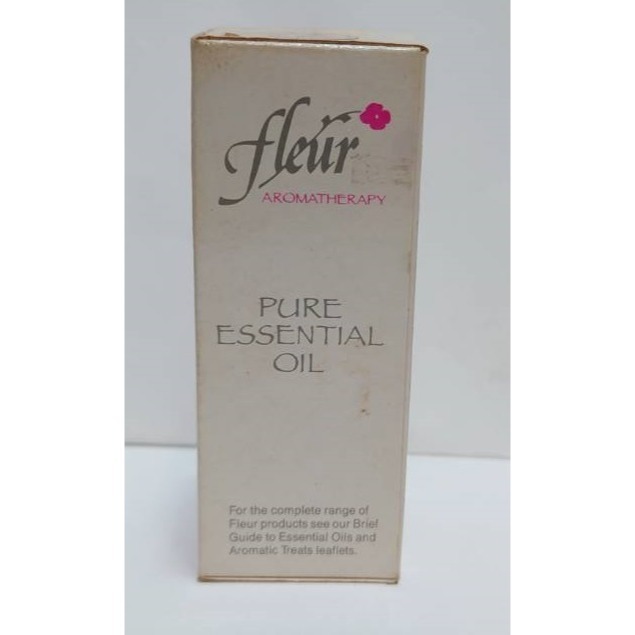 fleur
AROMATHERAPY
PURE
ESSENTIAL
OIL
For the complete range of
Fleur products see our Brief
Guide to Essential Oils and
Aromatic Treats leaflets.